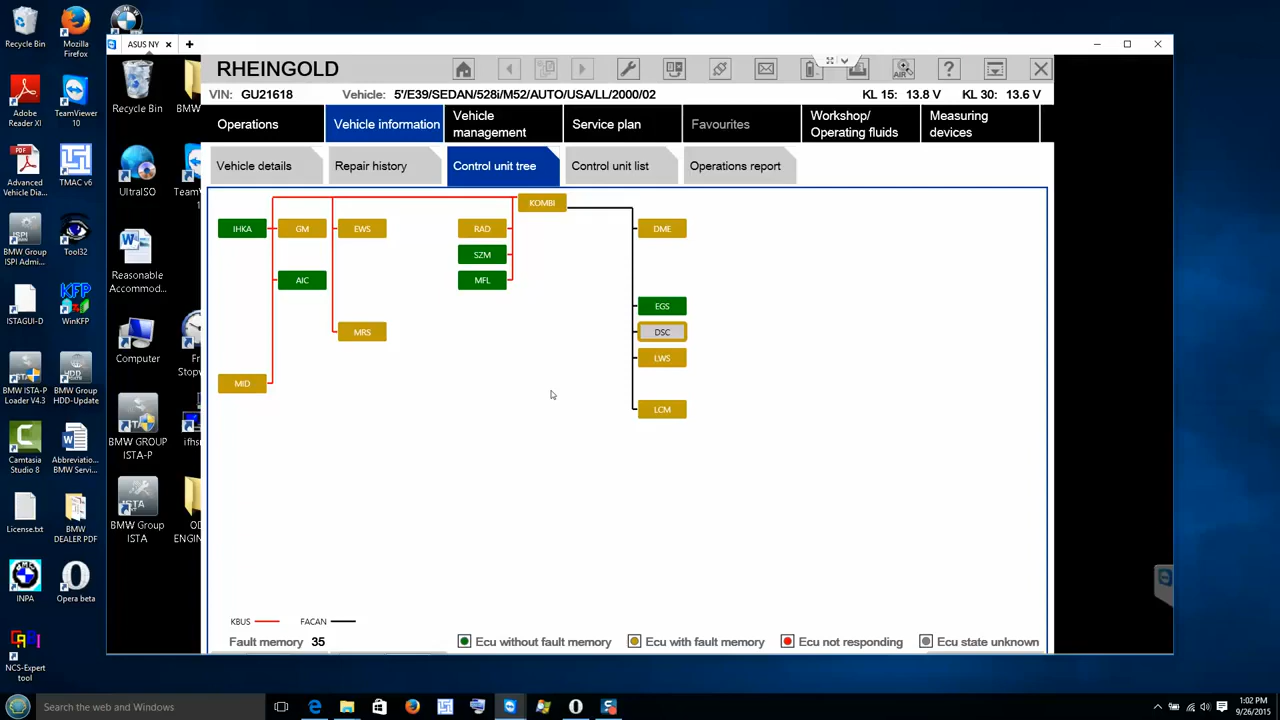 Recycle Bin
Mozilla
Firefox
ASUS NY
RHEINGOLD
AIR
VIN: GU21618
Vehicle: 5'/E39/SEDAN/528i/M52/AUTO/USA/LL/2000/02
KL 15: 13.8 V
KL 30: 13.6 V
Operations
Vehicle information
Vehicle
management
Service plan
Favourites
Workshop/
Operating fluids
Measuring
devices
Vehicle details
Repair history
Control unit tree
Control unit list
Operations report
KOMBI
IHKA
GM
EWS
RAD
DME
SZM
AIC
MFL
EGS
MRS
DSC
LWS
MID
LCM
KBUS
FACAN
Fault memory 35
Ecu without fault memory
Ecu with fault memory
Ecu not responding
Ecu state unknown
Adobe
Reader XI
TeamViewer
10
Advanced
Vehicle Dia...
TMAC v6
BMW Group
ISPI Admi...
Tool32
ISTAGUI-D
WinKFP
BMW ISTA-P
Loader V4.3
BMW Group
HDD-Update
Camtasia
Studio 8
Abbreviatio...
BMW Servi...
License.txt
BMW
DEALER PDF
INPA
Opera beta
NCS-Expert
tool
Recycle Bin
BMW
UltraISO
Team
Reasonable
Accommod...
Computer
Fr
Stopw
BMW GROUP
ISTA-P
ifhsr
BMW Group
ISTA
OD
ENGIN
Search the web and Windows
1:02 PM
9/26/2015